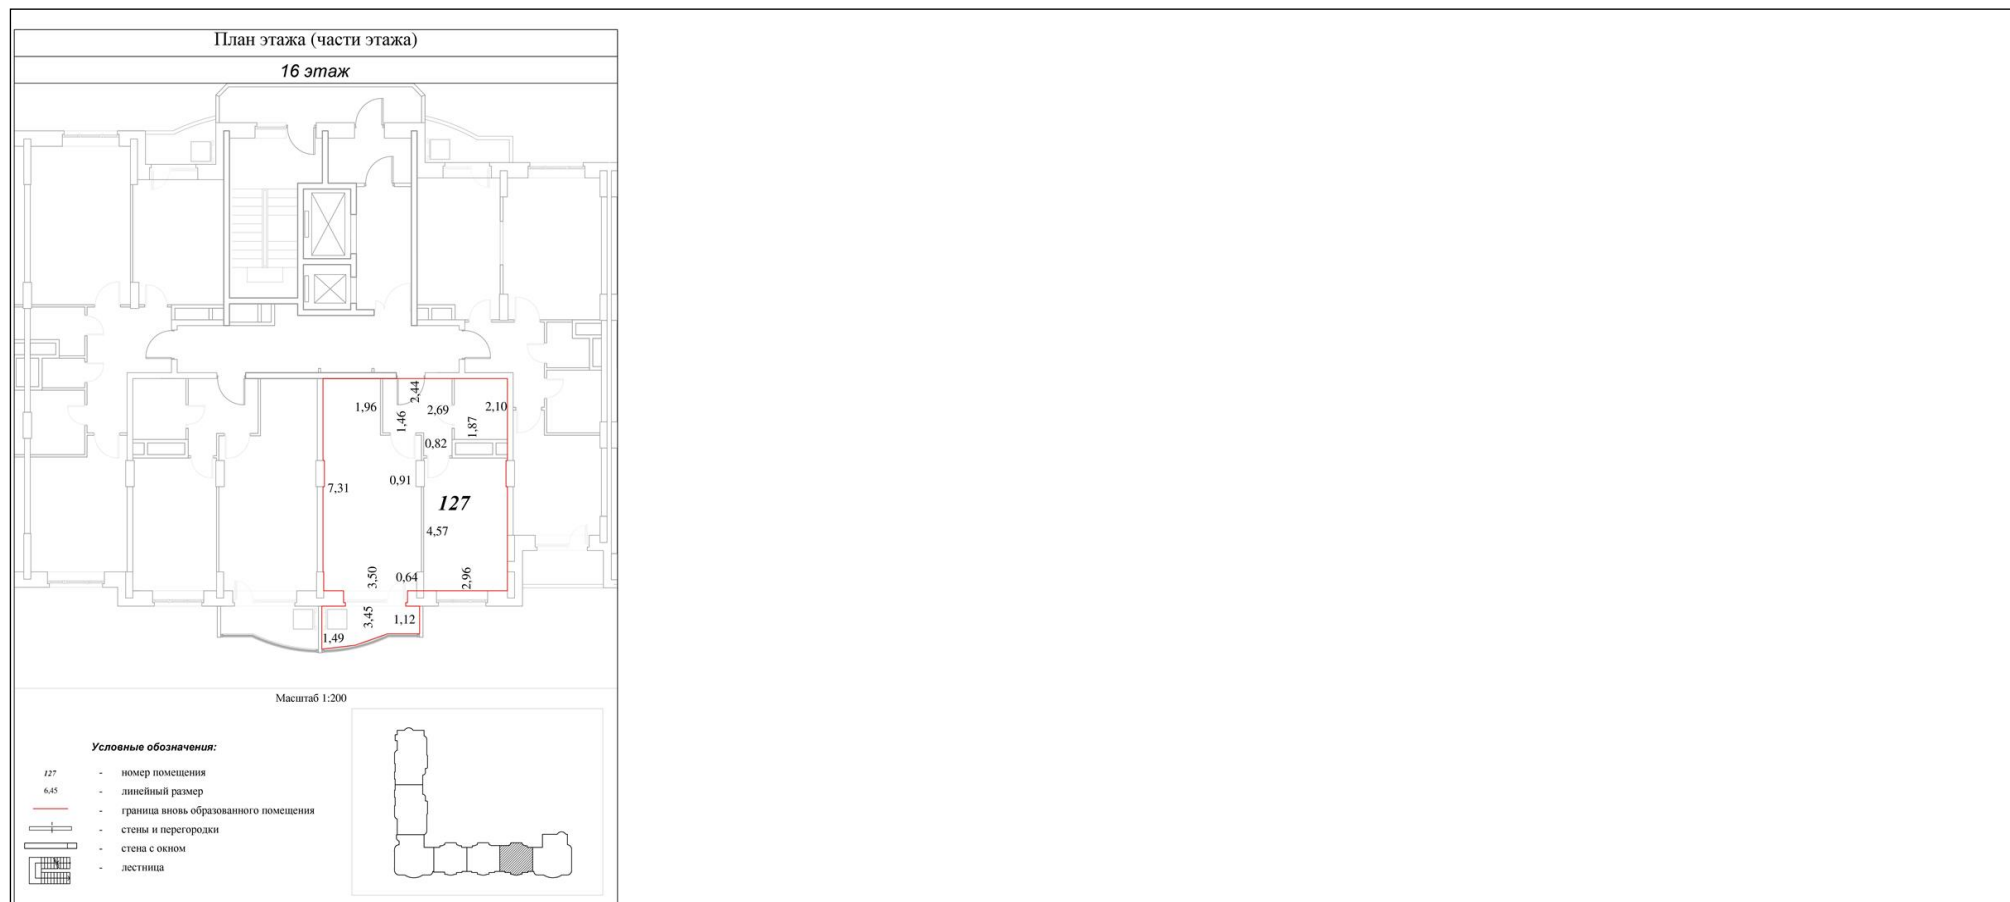 План этажа (части этажа)
16 этаж
2,44
1,96
1,46
2,69
2,10
1,87
0,82
0,91
7,31
127
4,57
3,50
0,64
2,96
3,45
1,12
1,49
Масштаб 1:200
Условные обозначения:
127 - номер помещения
6,45 - линейный размер
- граница вновь образованного помещения
- стены и перегородки
- стена с окном
- лестница